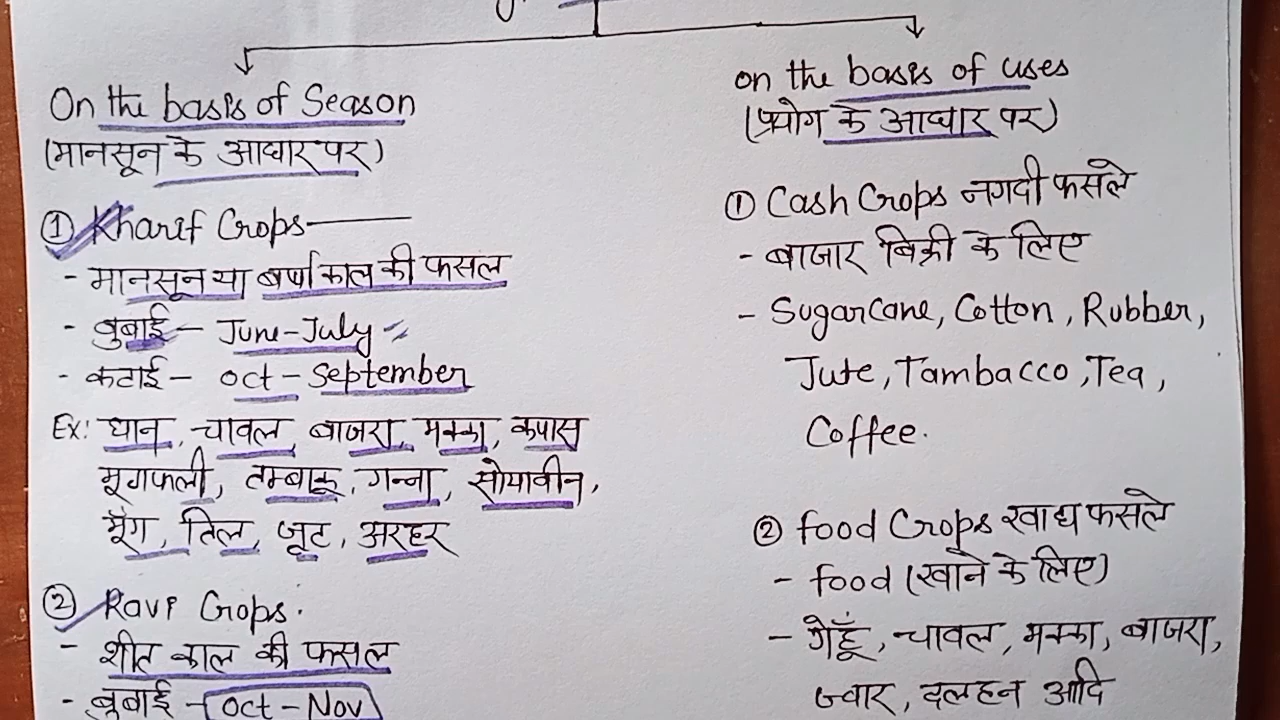 On the basis of Season
(मानसून के आधार पर)
① Kharif Crops
- मानसून या बर्षा काल की फसल
- बुबाई - June-July
- कटाई - Oct - September
Ex: धान, चावल, बाजरा, मक्का, कपास
मूगफली, तम्बाकू, गन्ना, सोयावीन,
मूँग, तिल, जूट, अरहर
② Ravi Crops.
- शीत काल की फसल
- बुबाई - Oct - Nov
on the basis of uses
(प्रयोग के आधार पर)
① Cash Crops नगदी फसले
- बाजार बिक्री के लिए
- Sugarcane, Cotton, Rubber,
Jute, Tambacco, Tea,
Coffee.
② food Crops खाद्य फसले
- food (खाने के लिए)
- गेहूँ, चावल, मक्का, बाजरा,
ज्वार, दलहन आदि